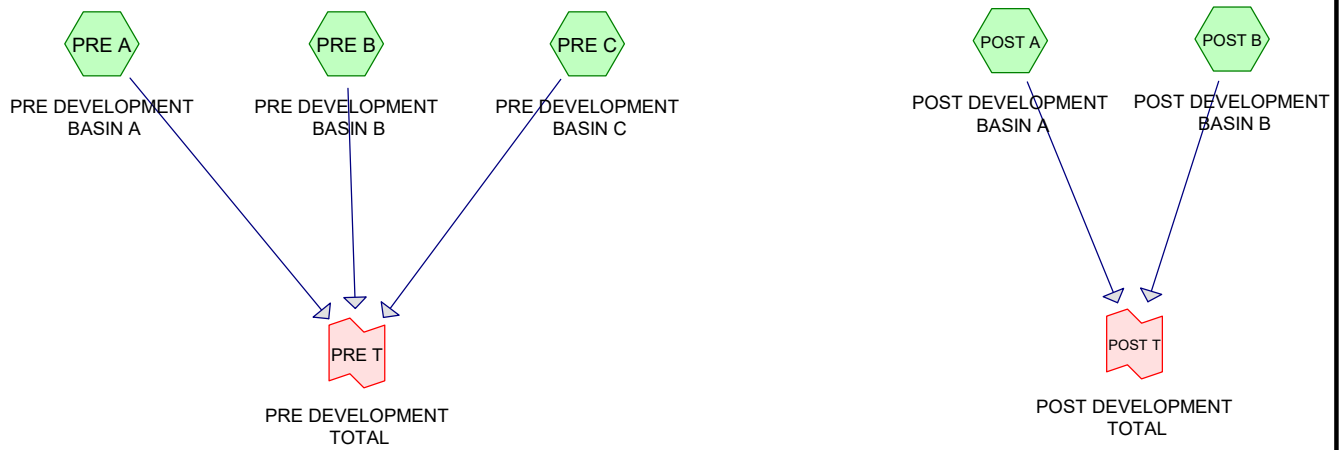 PRE A
PRE B
PRE C
POST A
POST B
PRE DEVELOPMENT
BASIN A
PRE DEVELOPMENT
BASIN B
PRE DEVELOPMENT
BASIN C
POST DEVELOPMENT
BASIN A
POST DEVELOPMENT
BASIN B
PRE T
POST T
PRE DEVELOPMENT
TOTAL
POST DEVELOPMENT
TOTAL